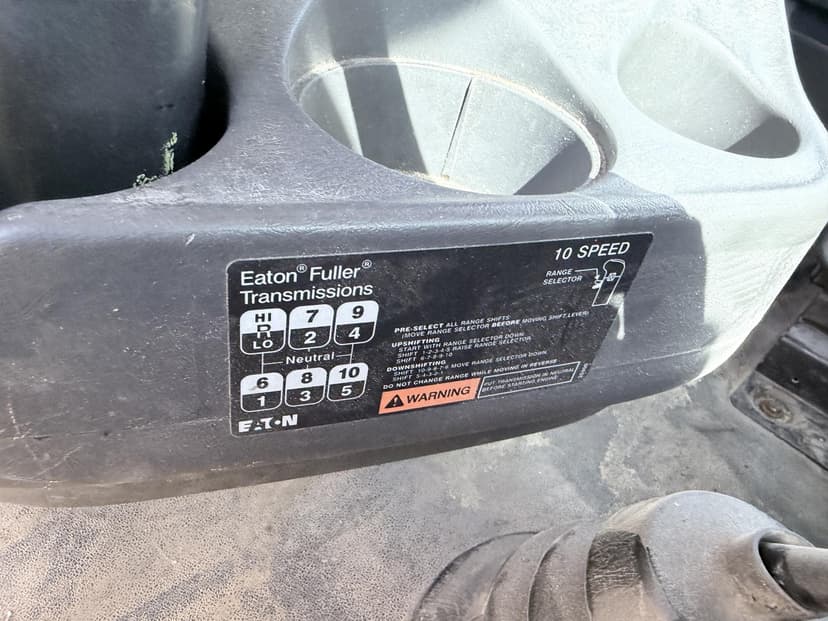 Eaton® Fuller®
Transmissions
10 SPEED
RANGE
SELECTOR
HI
R
LO
7
2
9
4
Neutral
6
1
8
3
10
5
EATON
PRE-SELECT ALL RANGE SHIFTS
(MOVE RANGE SELECTOR BEFORE MOVING SHIFT LEVER)
UPSHIFTING
START WITH RANGE SELECTOR DOWN
SHIFT 1-2-3-4-5 RAISE RANGE SELECTOR
SHIFT 6-7-8-9-10
DOWNSHIFTING
SHIFT 10-9-8-7-6 MOVE RANGE SELECTOR DOWN
SHIFT 5-4-3-2-1
DO NOT CHANGE RANGE WHILE MOVING IN REVERSE
WARNING
PUT TRANSMISSION IN NEUTRAL
BEFORE STARTING ENGINE